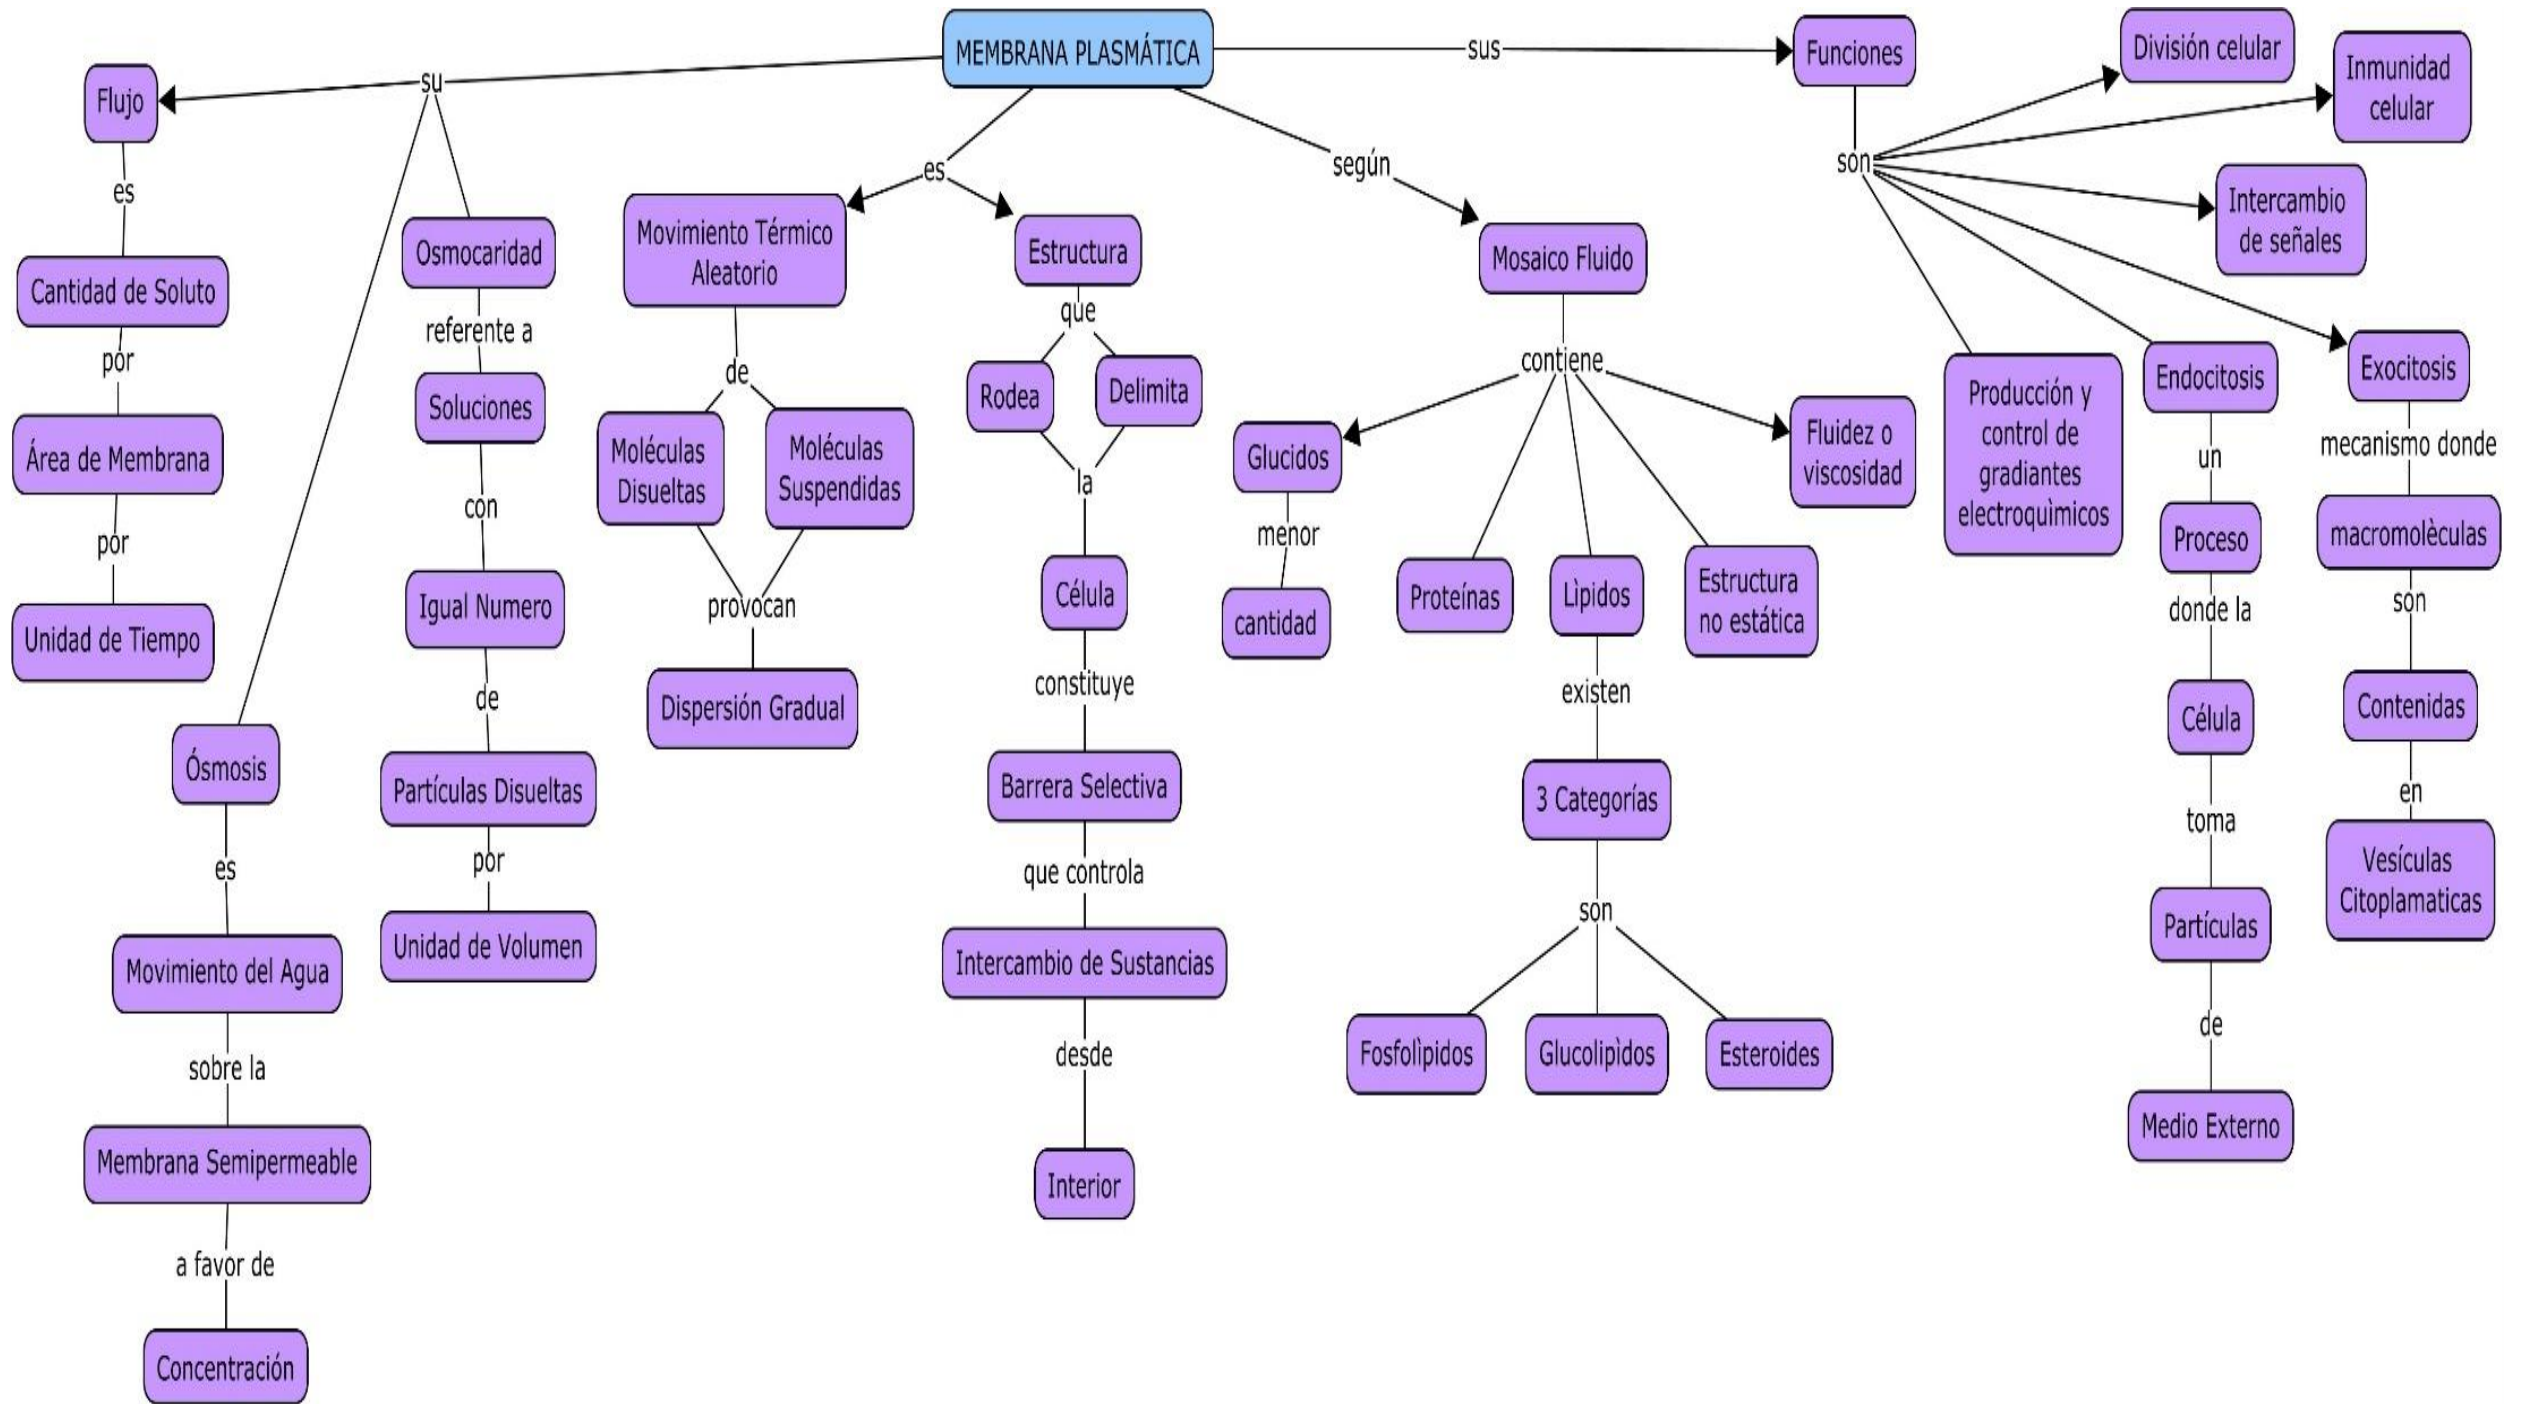 MEMBRANA PLASMÁTICA
su
Flujo
es
Cantidad de Soluto
por
Área de Membrana
por
Unidad de Tiempo
Ósmosis
es
Movimiento del Agua
sobre la
Membrana Semipermeable
a favor de
Concentración
Osmocaridad
referente a
Soluciones
con
Igual Numero
de
Partículas Disueltas
por
Unidad de Volumen
es
Movimiento Térmico
Aleatorio
de
Moléculas
Disueltas
Moléculas
Suspendidas
provocan
Dispersión Gradual
Estructura
que
Rodea
Delimita
la
Célula
constituye
Barrera Selectiva
que controla
Intercambio de Sustancias
desde
Interior
según
Mosaico Fluido
contiene
Glucidos
menor
cantidad
Proteínas
Lìpidos
existen
3 Categorías
son
Fosfolìpidos
Glucolipìdos
Esteroides
Estructura
no estática
Fluidez o
viscosidad
sus
Funciones
son
División celular
Inmunidad
celular
Intercambio
de señales
Producción y
control de
gradiantes
electroquìmicos
Endocitosis
un
Proceso
donde la
Célula
toma
Partículas
de
Medio Externo
Exocitosis
mecanismo donde
macromolèculas
son
Contenidas
en
Vesículas
Citoplamaticas